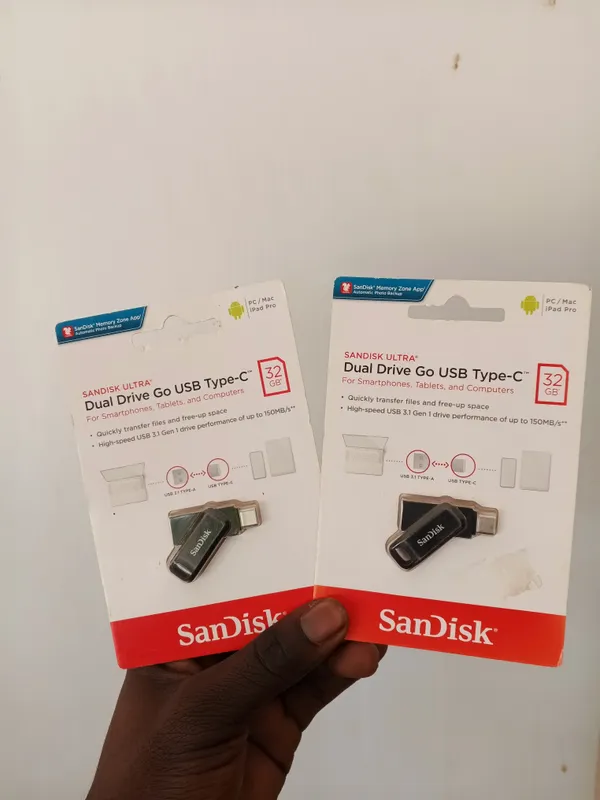 SanDisk® Memory Zone App
Automatic Photo Backup
PC / Mac
iPad Pro
SANDISK ULTRA®
Dual Drive Go USB Type-C™
For Smartphones, Tablets, and Computers
32
GB*
• Quickly transfer files and free-up space
• High-speed USB 3.1 Gen 1 drive performance of up to 150MB/s**
USB 3.1 TYPE-A
USB TYPE-C
SanDisk
SanDisk®
SanDisk® Memory Zone App
Automatic Photo Backup
PC / Mac
iPad Pro
SANDISK ULTRA®
Dual Drive Go USB Type-C™
For Smartphones, Tablets, and Computers
32
GB*
• Quickly transfer files and free-up space
• High-speed USB 3.1 Gen 1 drive performance of up to 150MB/s**
USB 3.1 TYPE-A
USB TYPE-C
SanDisk
SanDisk®